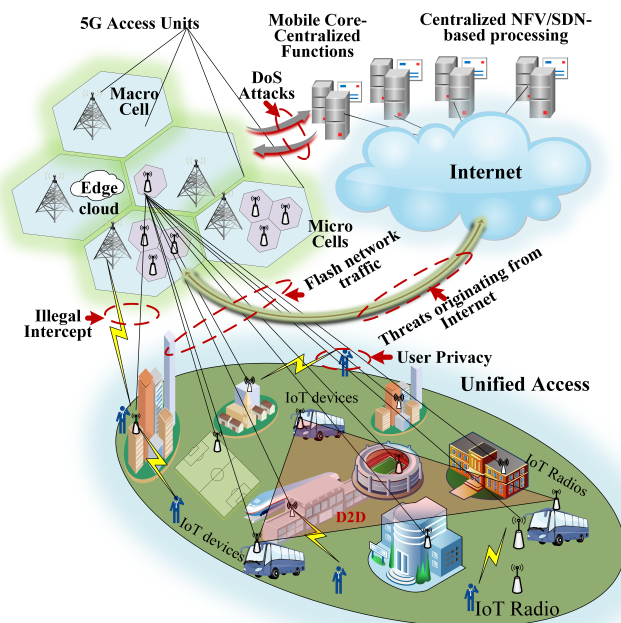 5G Access Units
Mobile Core-
Centralized
Functions
Centralized NFV/SDN-
based processing
DoS
Attacks
Macro
Cell
Internet
Edge
cloud
Micro
Cells
Flash network
traffic
Threats originating from
Internet
Illegal
Intercept
User Privacy
Unified Access
IoT devices
IoT Radios
D2D
IoT devices
IoT Radio